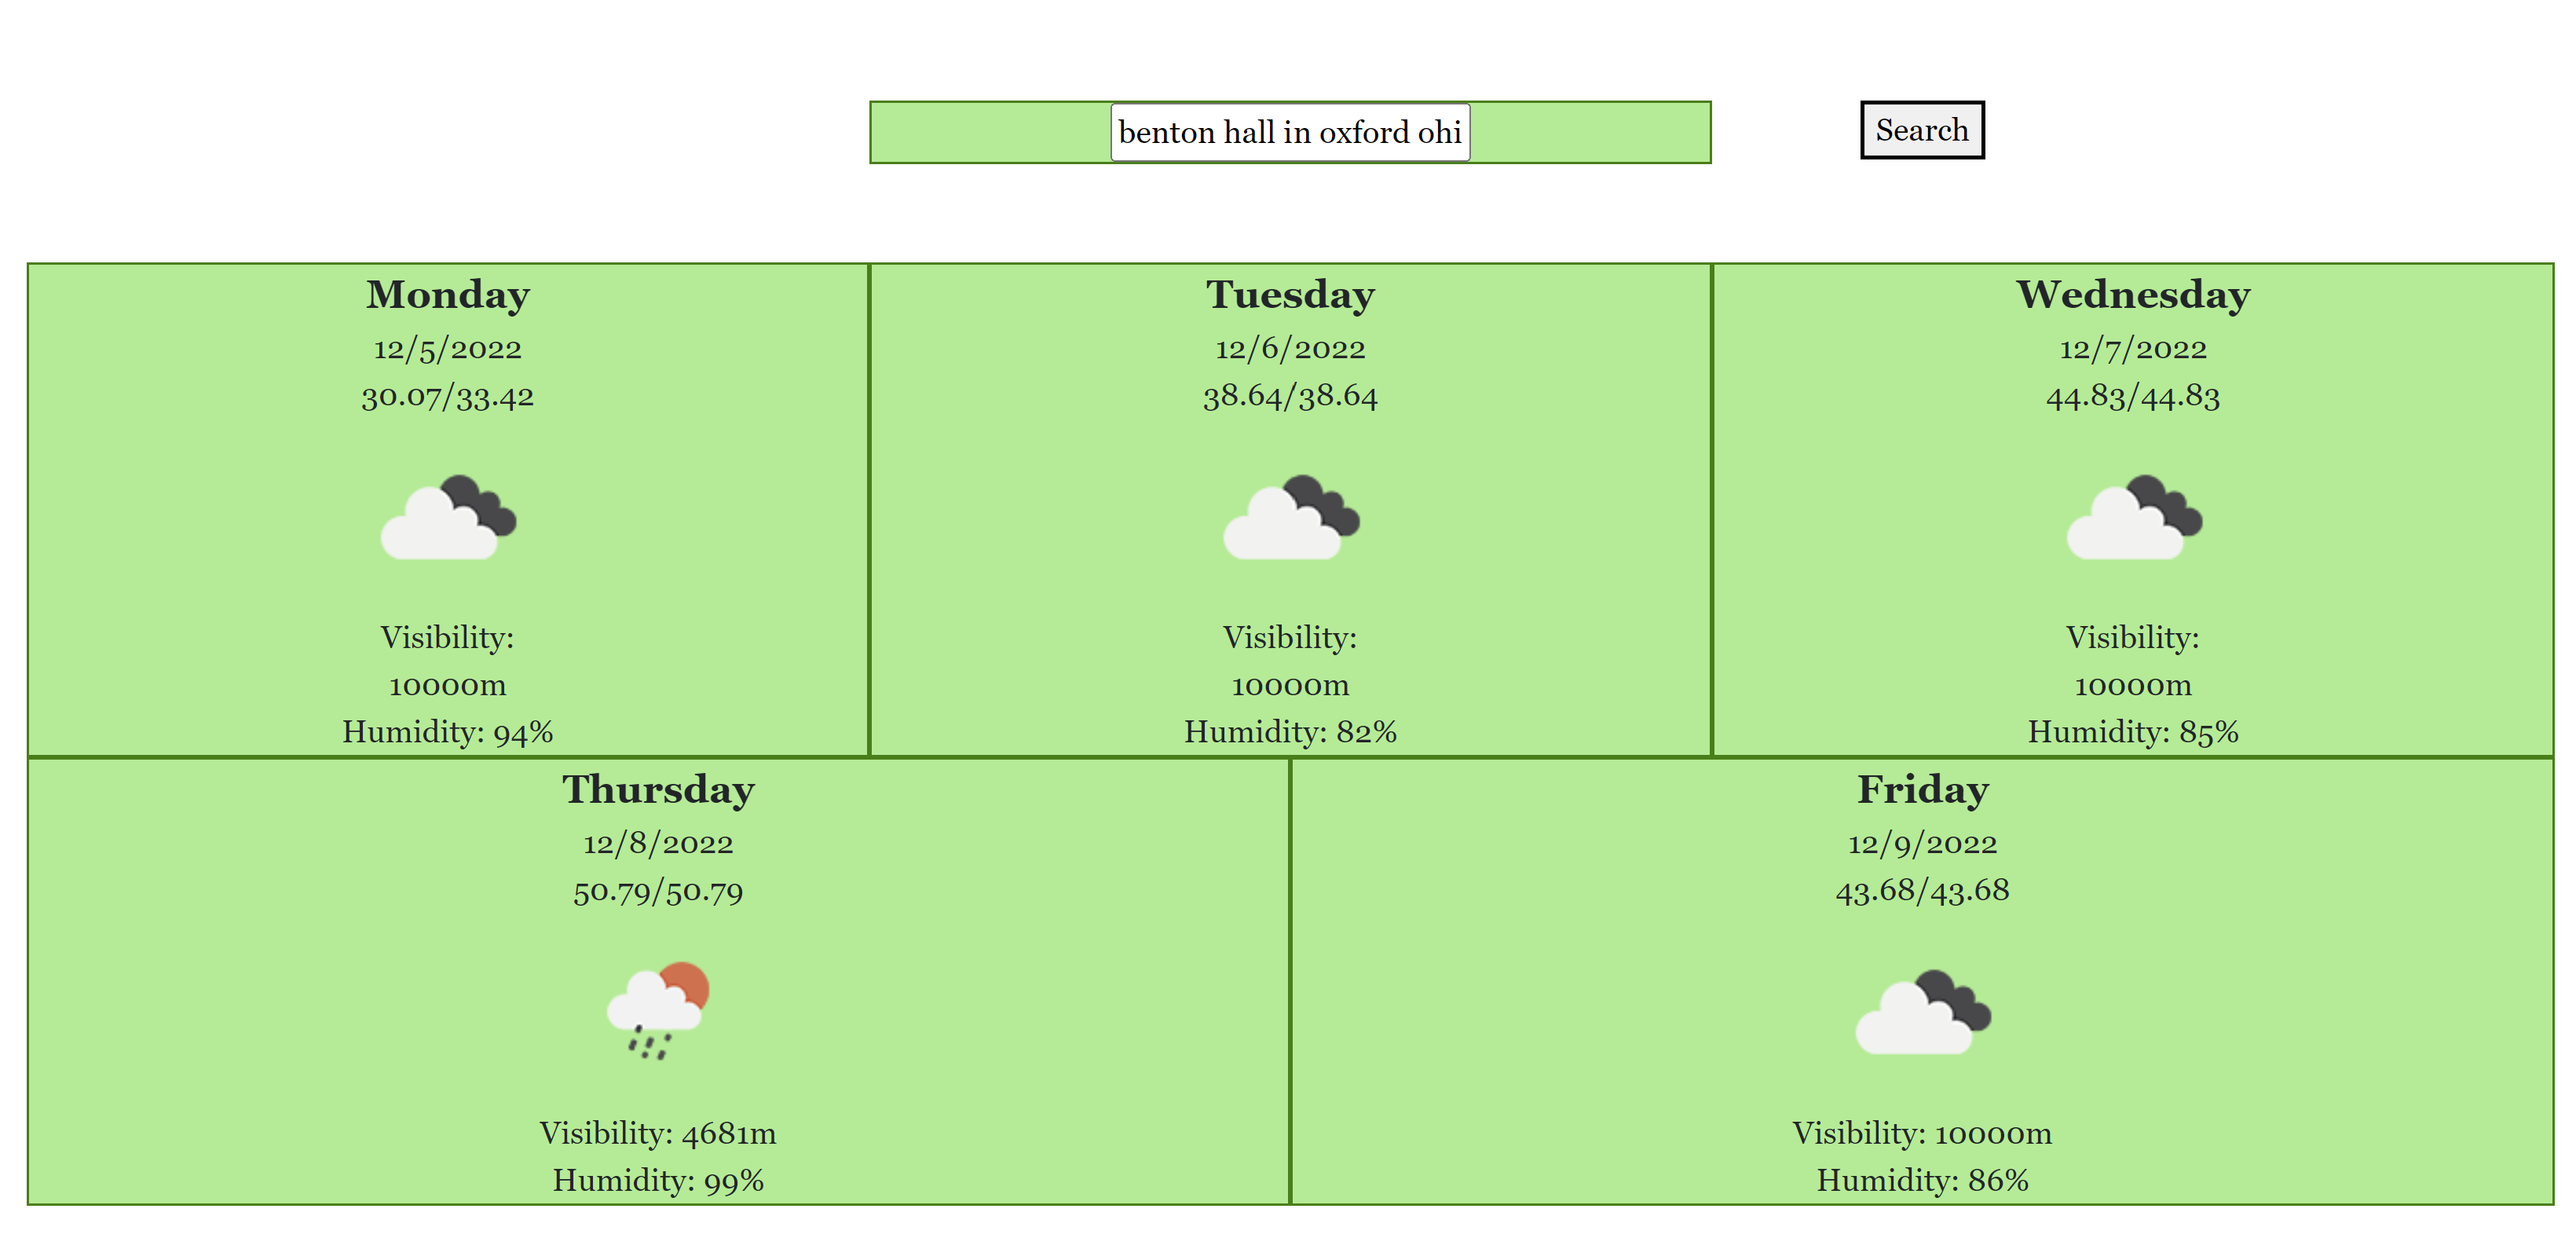 benton hall in oxford ohi
Search
Monday
12/5/2022
30.07/33.42
Visibility:
10000m
Humidity: 94%
Tuesday
12/6/2022
38.64/38.64
Visibility:
10000m
Humidity: 82%
Wednesday
12/7/2022
44.83/44.83
Visibility:
10000m
Humidity: 85%
Thursday
12/8/2022
50.79/50.79
Visibility: 4681m
Humidity: 99%
Friday
12/9/2022
43.68/43.68
Visibility: 10000m
Humidity: 86%